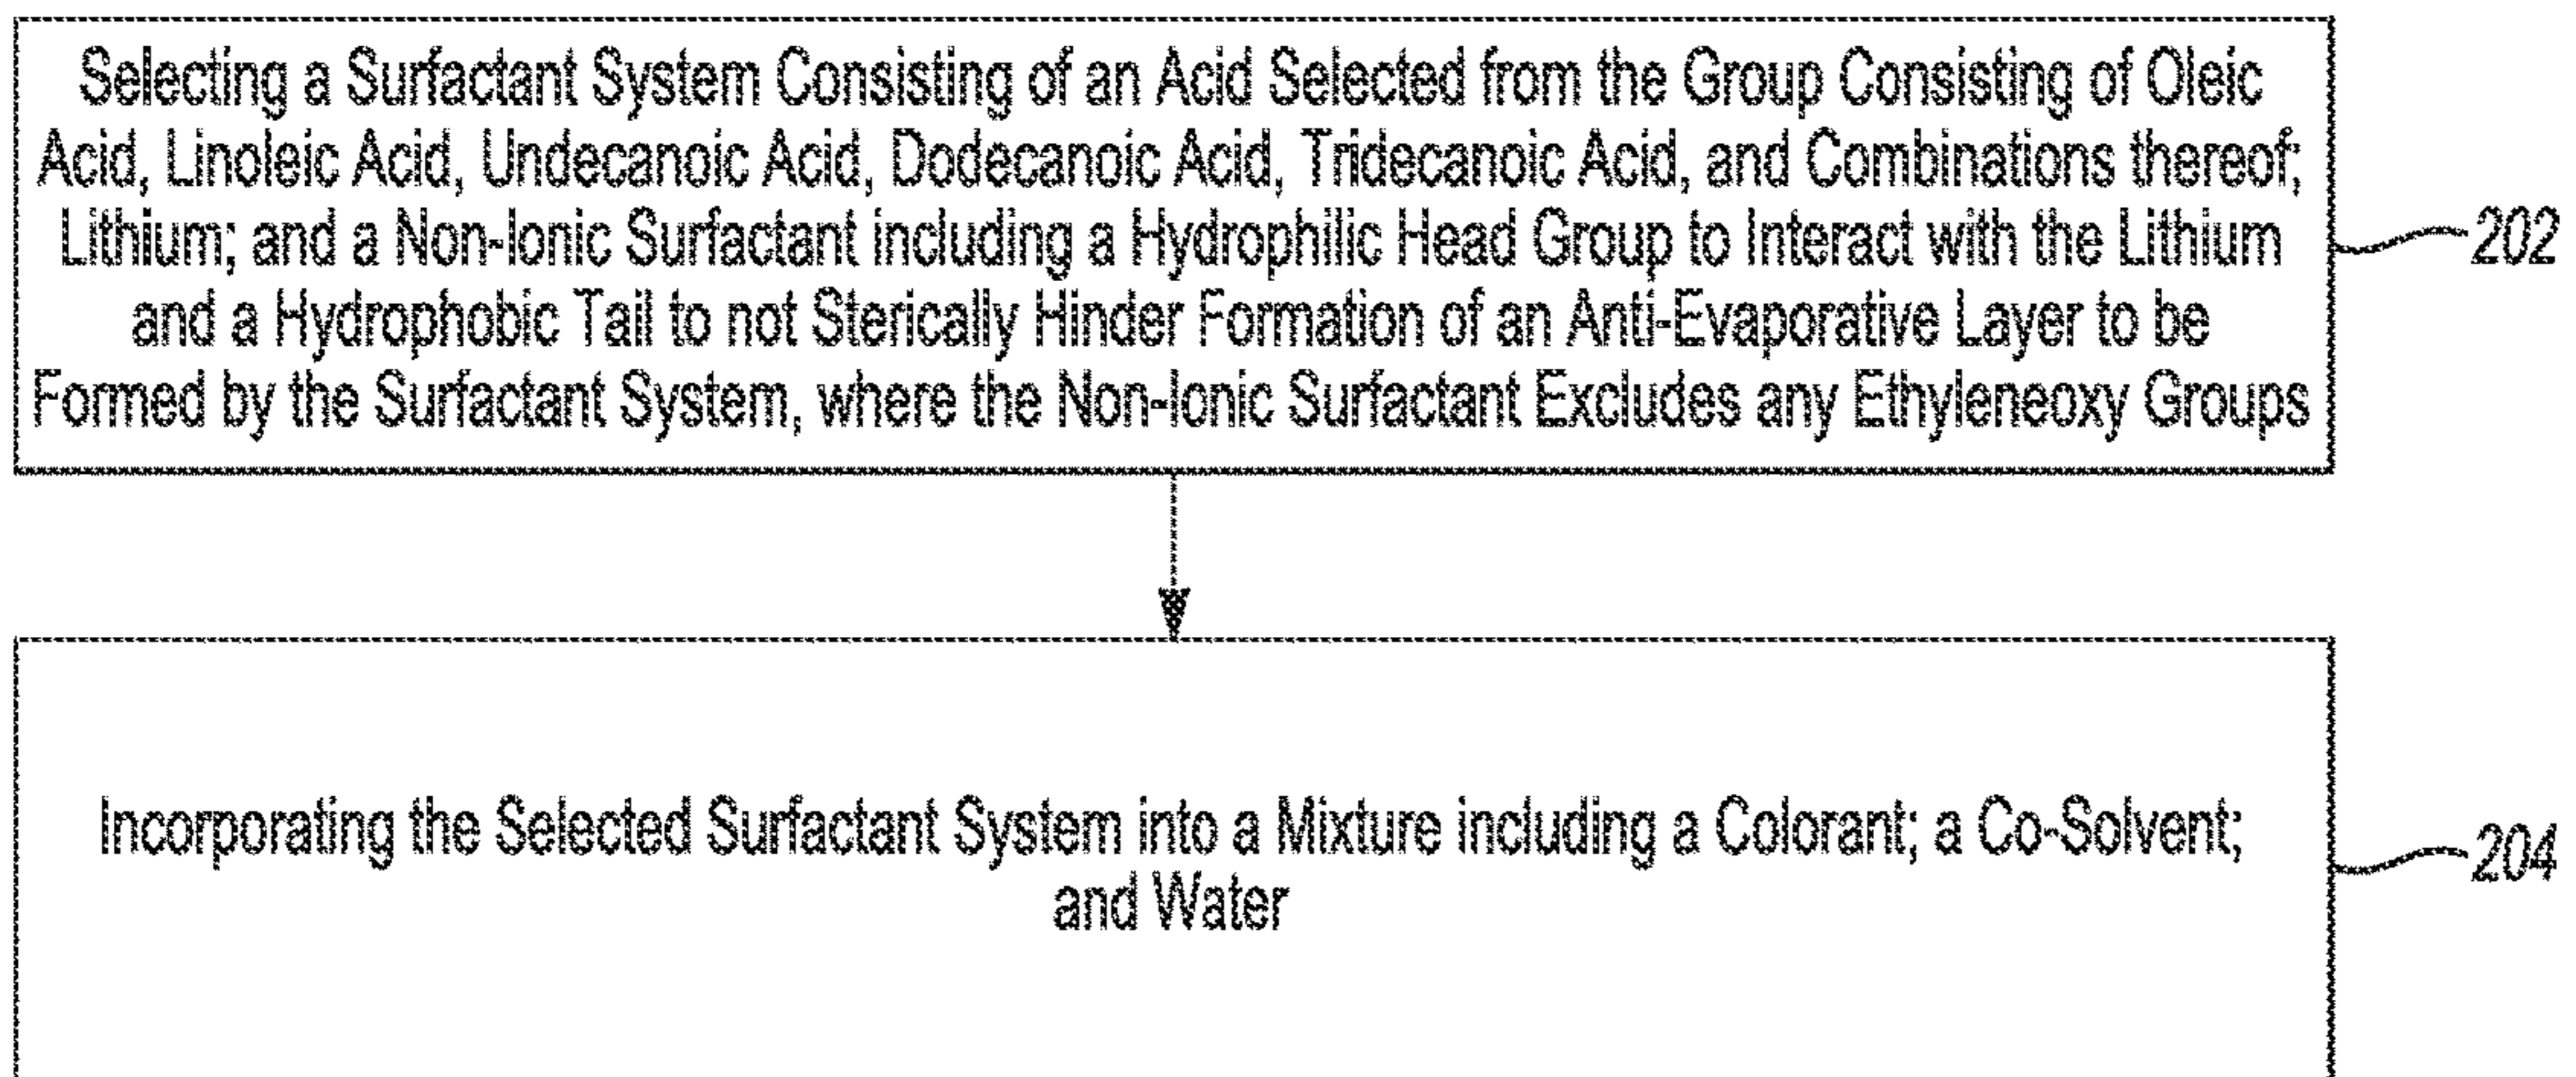 Selecting a Surfactant System Consisting of an Acid Selected from the Group Consisting of Oleic
Acid, Linoleic Acid, Undecanoic Acid, Dodecanoic Acid, Tridecanoic Acid, and Combinations thereof;
Lithium; and a Non-Ionic Surfactant including a Hydrophilic Head Group to Interact with the Lithium
and a Hydrophobic Tail to not Sterically Hinder Formation of an Anti-Evaporative Layer to be
Formed by the Surfactant System, where the Non-Ionic Surfactant Excludes any Ethyleneoxy Groups
202
Incorporating the Selected Surfactant System into a Mixture including a Colorant; a Co-Solvent;
and Water
204